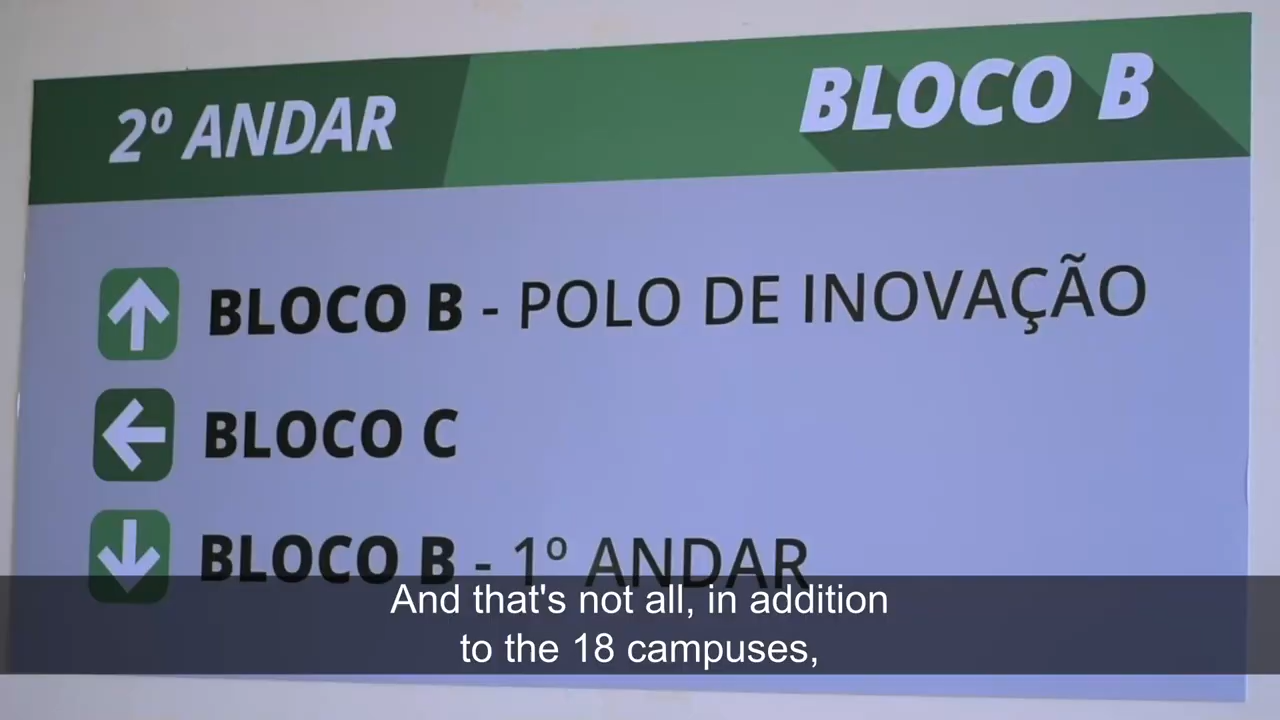 2º ANDAR
BLOCO B
BLOCO B - POLO DE INOVAÇÃO
BLOCO C
BLOCO B - 1º ANDAR
And that's not all, in addition
to the 18 campuses,